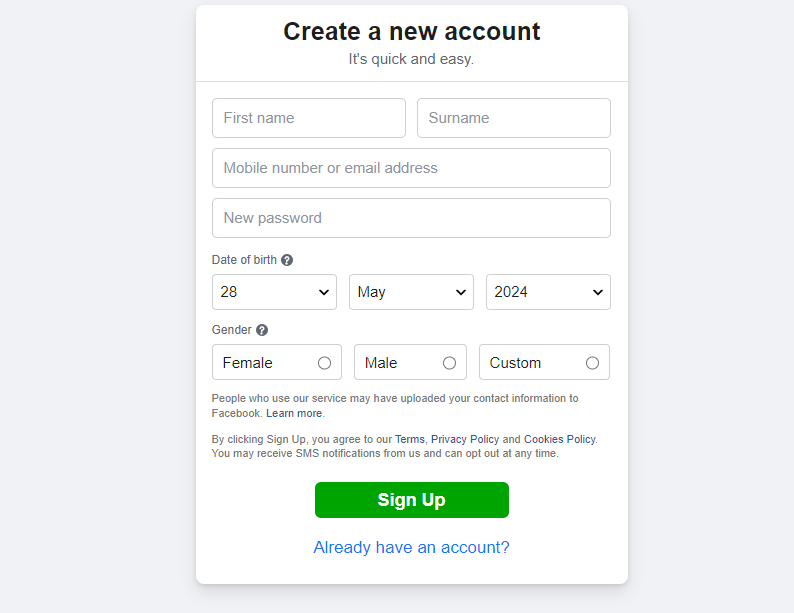 Create a new account
It's quick and easy.
First name Surname
Mobile number or email address
New password
Date of birth ?
28 May 2024
Gender ?
Female Male Custom
People who use our service may have uploaded your contact information to
Facebook. Learn more.
By clicking Sign Up, you agree to our Terms, Privacy Policy and Cookies Policy.
You may receive SMS notifications from us and can opt out at any time.
Sign Up
Already have an account?